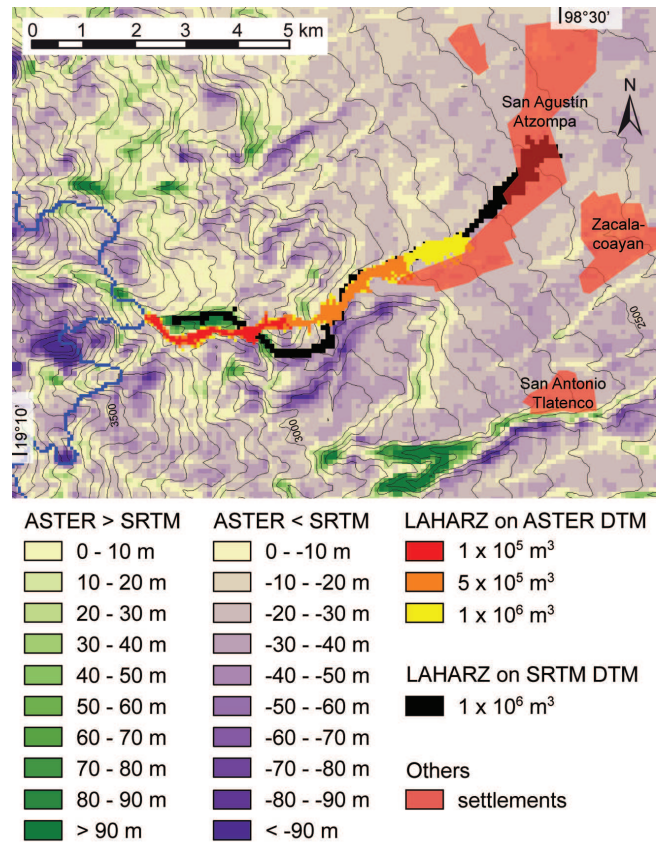 0 1 2 3 4 5 km
98°30'
N
San Agustín
Atzompa
Zacala-
coayan
2500
San Antonio
Tlatenco
19°10'
3500
3000
ASTER > SRTM
0 - 10 m
10 - 20 m
20 - 30 m
30 - 40 m
40 - 50 m
50 - 60 m
60 - 70 m
70 - 80 m
80 - 90 m
> 90 m
ASTER < SRTM
0 - -10 m
-10 - -20 m
-20 - -30 m
-30 - -40 m
-40 - -50 m
-50 - -60 m
-60 - -70 m
-70 - -80 m
-80 - -90 m
< -90 m
LAHARZ on ASTER DTM
1 x 10⁵ m³
5 x 10⁵ m³
1 x 10⁶ m³
LAHARZ on SRTM DTM
1 x 10⁶ m³
Others
settlements